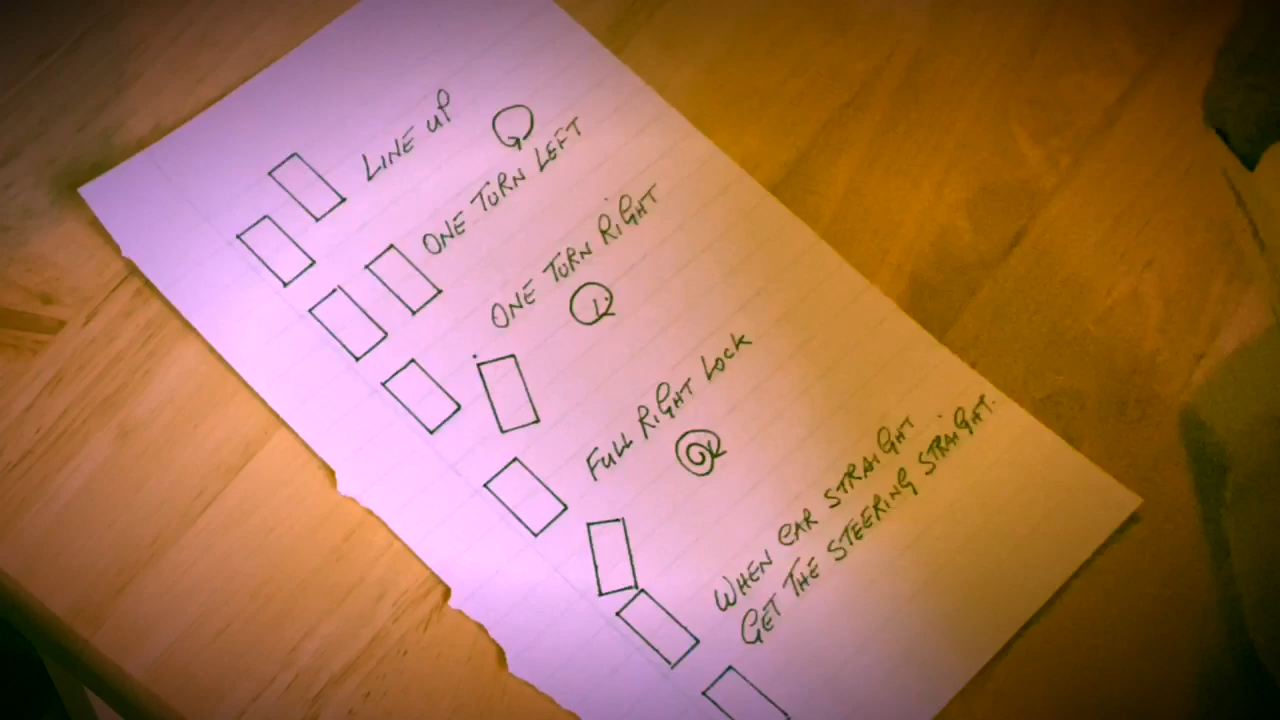 LINE UP
ONE TURN LEFT
ONE TURN RIGHT
FULL RIGHT LOCK
WHEN CAR STRAIGHT
GET THE STEERING STRAIGHT.